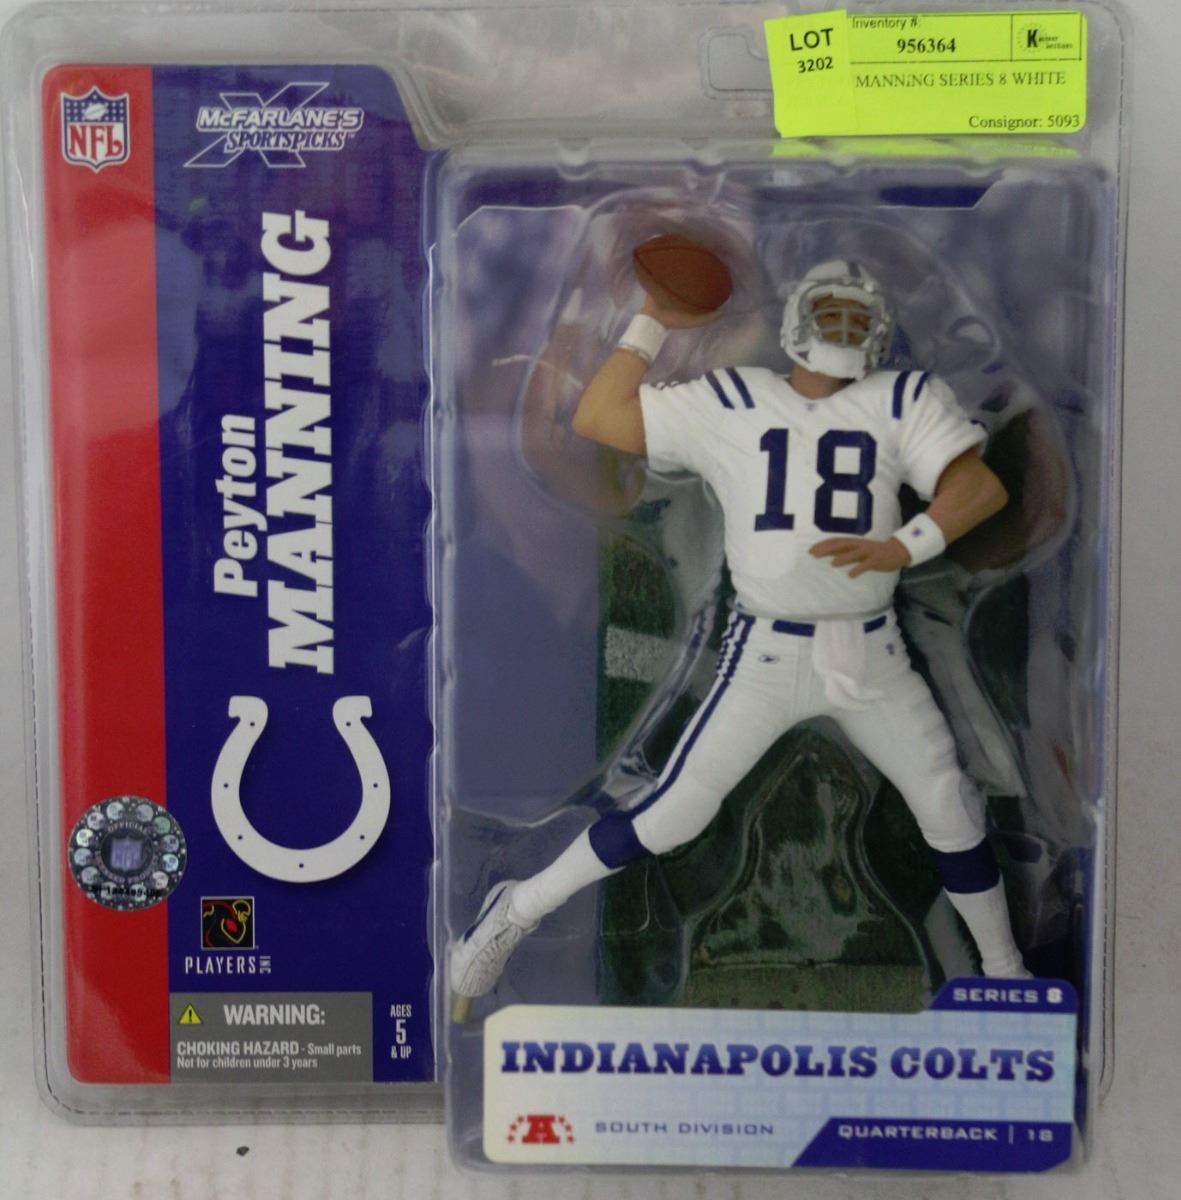 LOT
3202
Inventory #:
956364
MANNING SERIES 8 WHITE
Consignor: 5093
NFL
McFARLANE'S
SPORTSPICKS™
Peyton
MANNING
18
PLAYERS INC
WARNING:
CHOKING HAZARD - Small parts
Not for children under 3 years
AGES
5
& UP
SERIES 8
INDIANAPOLIS COLTS
A
SOUTH DIVISION
QUARTERBACK | 18